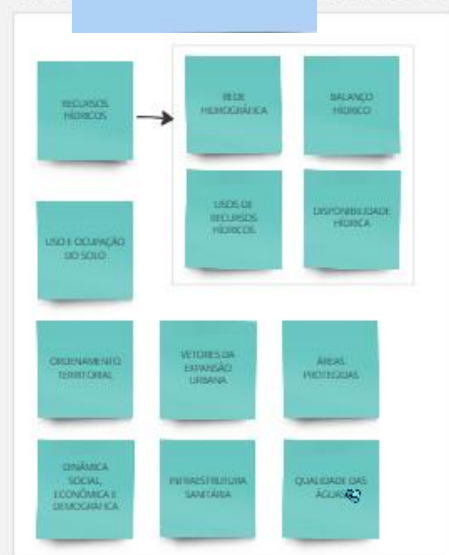 RECURSOS
HÍDRICOS
REDE
HIDROGRÁFICA
BALANÇO
HÍDRICO
USOS DE
RECURSOS
HÍDRICOS
DISPONIBILIDADE
HÍDRICA
USO E OCUPAÇÃO
DO SOLO
ORDENAMENTO
TERRITORIAL
VETORES DA
EXPANSÃO
URBANA
ÁREAS
PROTEGIDAS
DINÂMICA
SOCIAL,
ECONÔMICA E
DEMOGRÁFICA
INFRAESTRUTURA
SANITÁRIA
QUALIDADE DAS
ÁGUAS